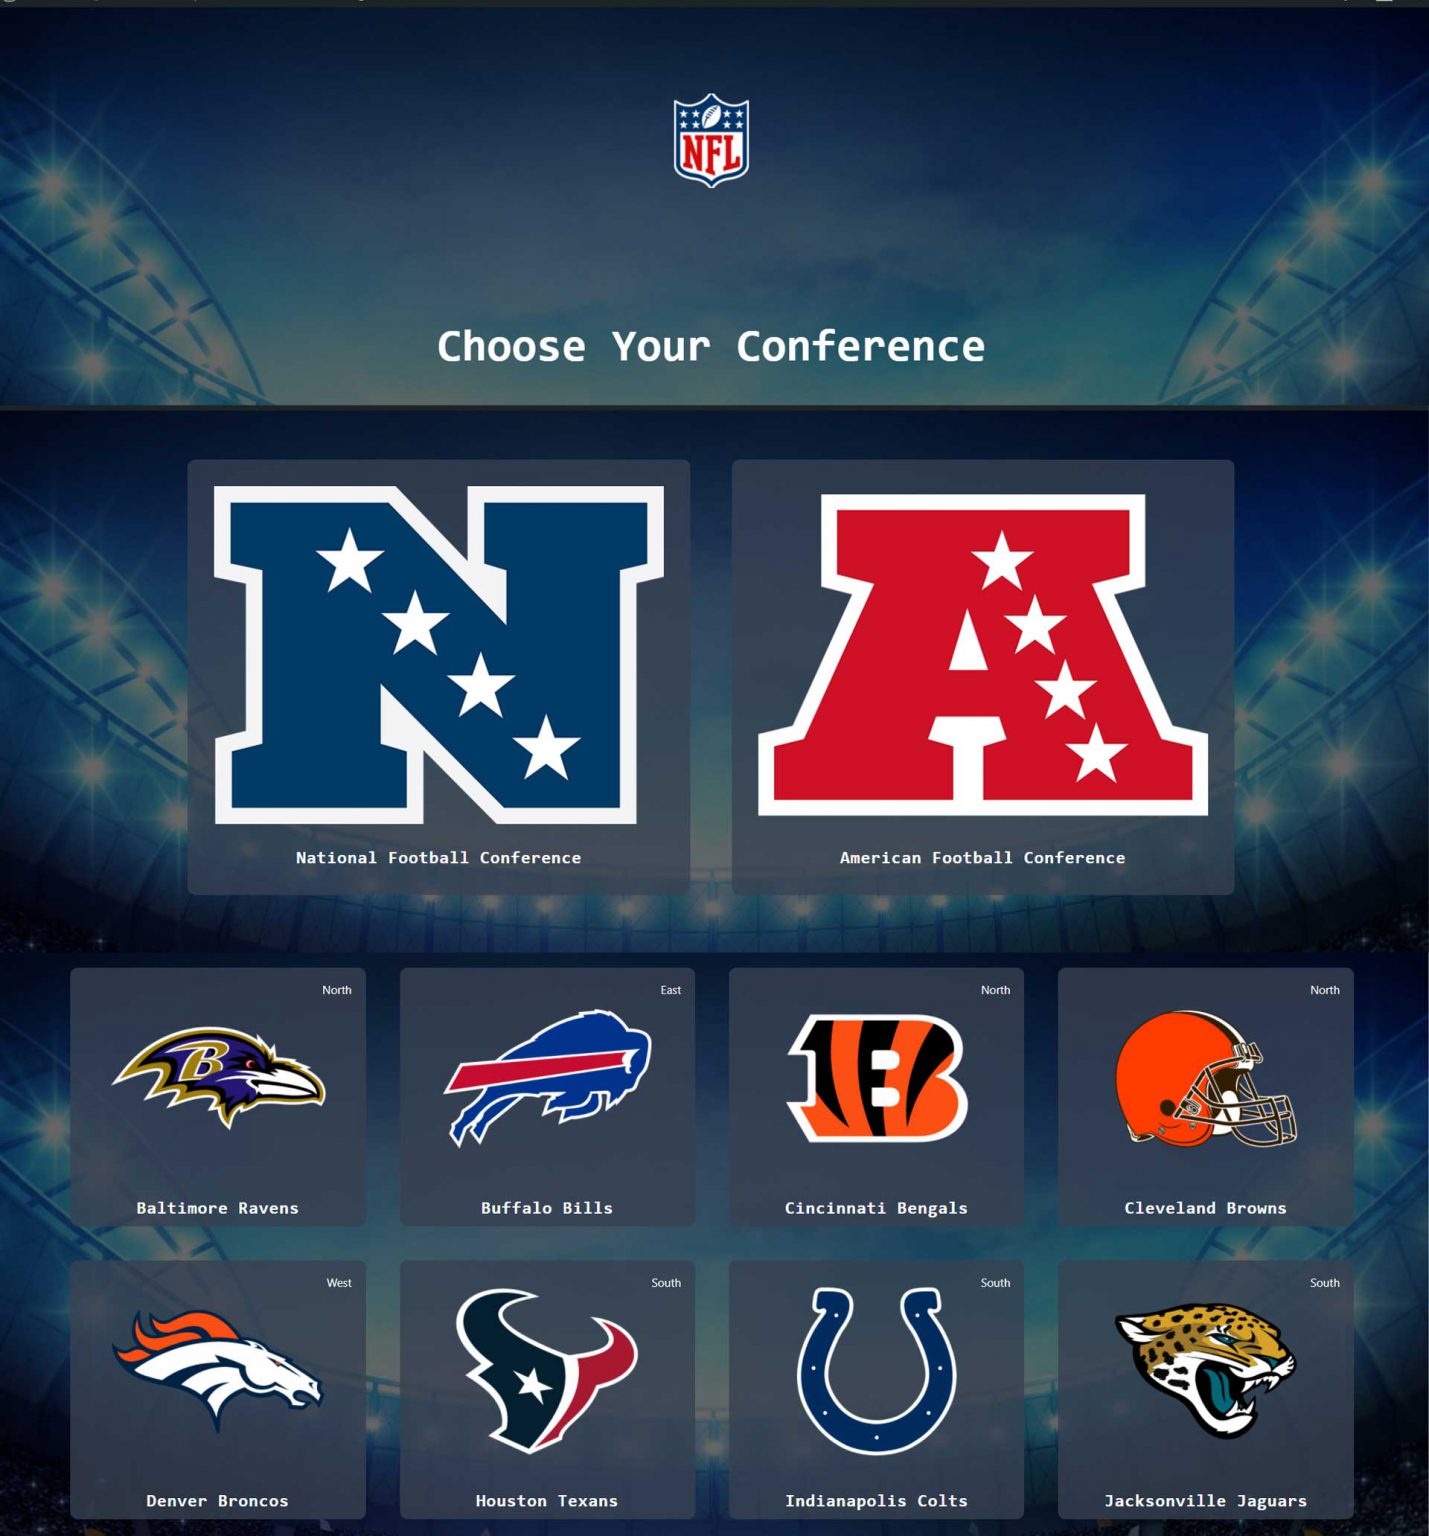 NFL
Choose Your Conference
National Football Conference
American Football Conference
North
East
North
North
B
Baltimore Ravens
Buffalo Bills
B
Cincinnati Bengals
Cleveland Browns
West
South
South
South
Denver Broncos
Houston Texans
Indianapolis Colts
Jacksonville Jaguars